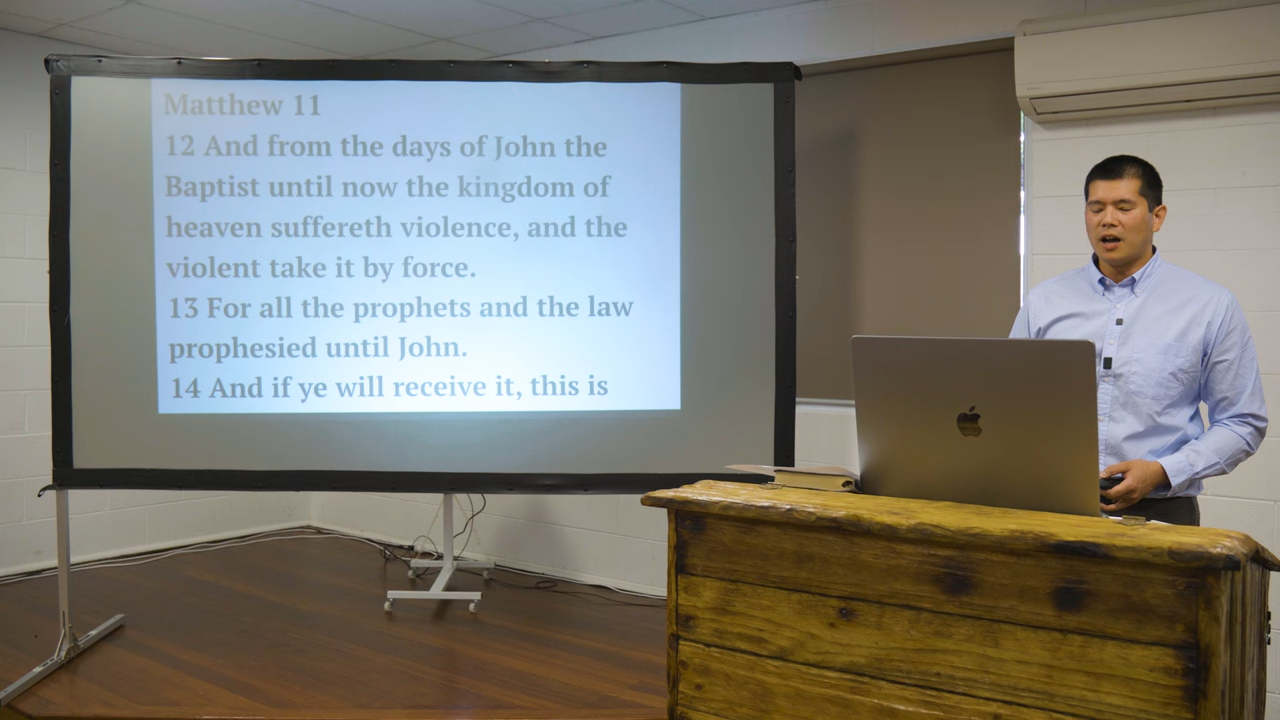 Matthew 11
12 And from the days of John the
Baptist until now the kingdom of
heaven suffereth violence, and the
violent take it by force.
13 For all the prophets and the law
prophesied until John.
14 And if ye will receive it, this is